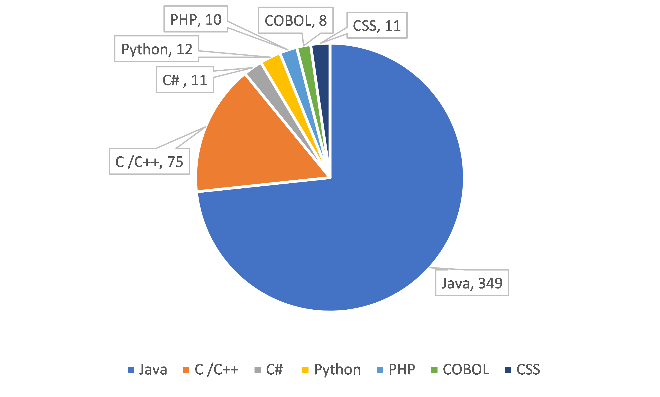 PHP, 10
COBOL, 8
CSS, 11
Python, 12
C# , 11
C /C++, 75
Java, 349
Java
C /C++
C#
Python
PHP
COBOL
CSS